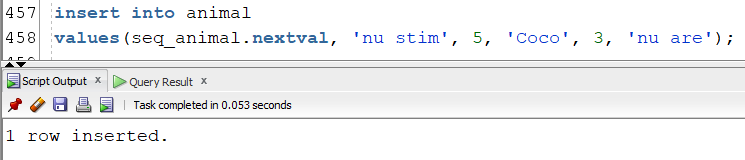 457 insert into animal
458 values(seq_animal.nextval, 'nu stim', 5, 'Coco', 3, 'nu are');
Script Output x Query Result x
Task completed in 0.053 seconds
1 row inserted.